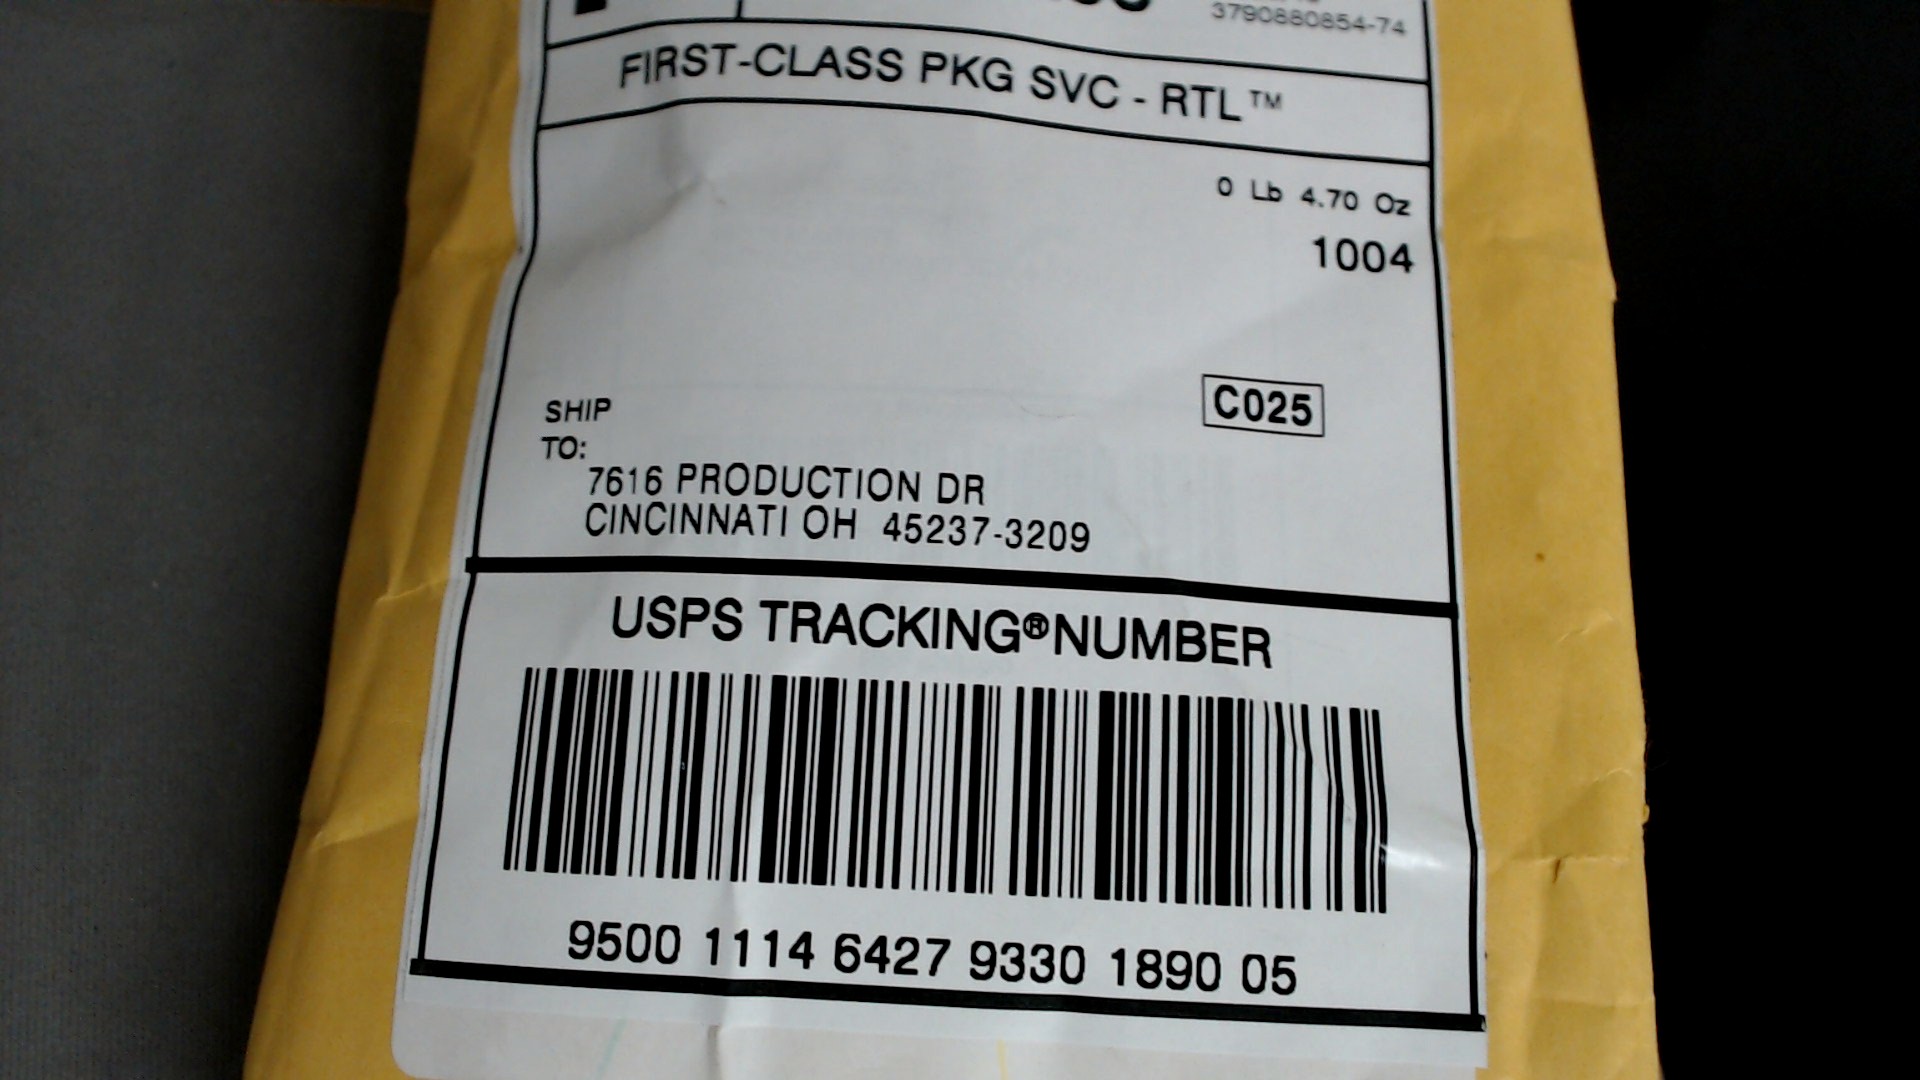 3790880854-74
FIRST-CLASS PKG SVC - RTL™
0 Lb 4.70 Oz
1004
C025
SHIP
TO:
7616 PRODUCTION DR
CINCINNATI OH 45237-3209
USPS TRACKING® NUMBER
9500 1114 6427 9330 1890 05